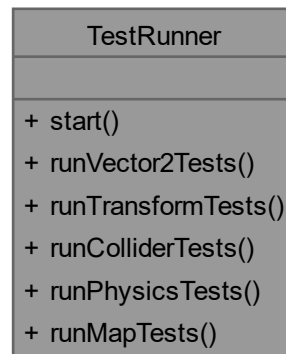 TestRunner
+ start()
+ runVector2Tests()
+ runTransformTests()
+ runColliderTests()
+ runPhysicsTests()
+ runMapTests()